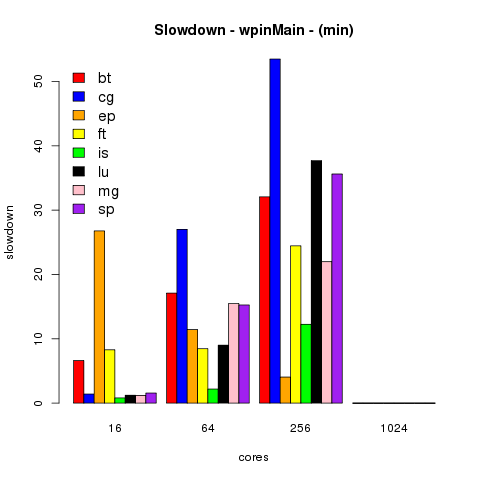 Slowdown - wpinMain - (min)
slowdown
50
40
30
20
10
0
bt
cg
ep
ft
is
lu
mg
sp
16 64 256 1024
cores